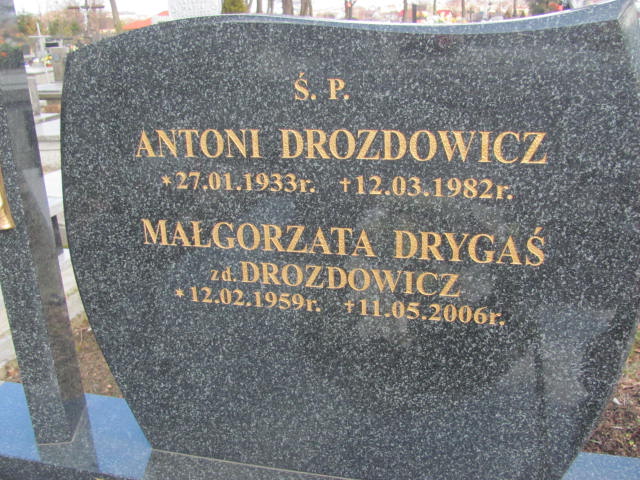 Ś. P.
ANTONI DROZDOWICZ
*27.01.1933r. †12.03.1982r.
MAŁGORZATA DRYGAŚ
zd. DROZDOWICZ
*12.02.1959r. †11.05.2006r.